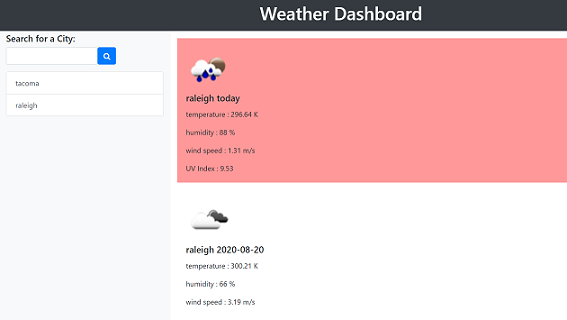 Weather Dashboard
Search for a City:
tacoma
raleigh
raleigh today
temperature : 296.64 K
humidity : 88 %
wind speed : 1.31 m/s
UV Index : 9.53
raleigh 2020-08-20
temperature : 300.21 K
humidity : 66 %
wind speed : 3.19 m/s